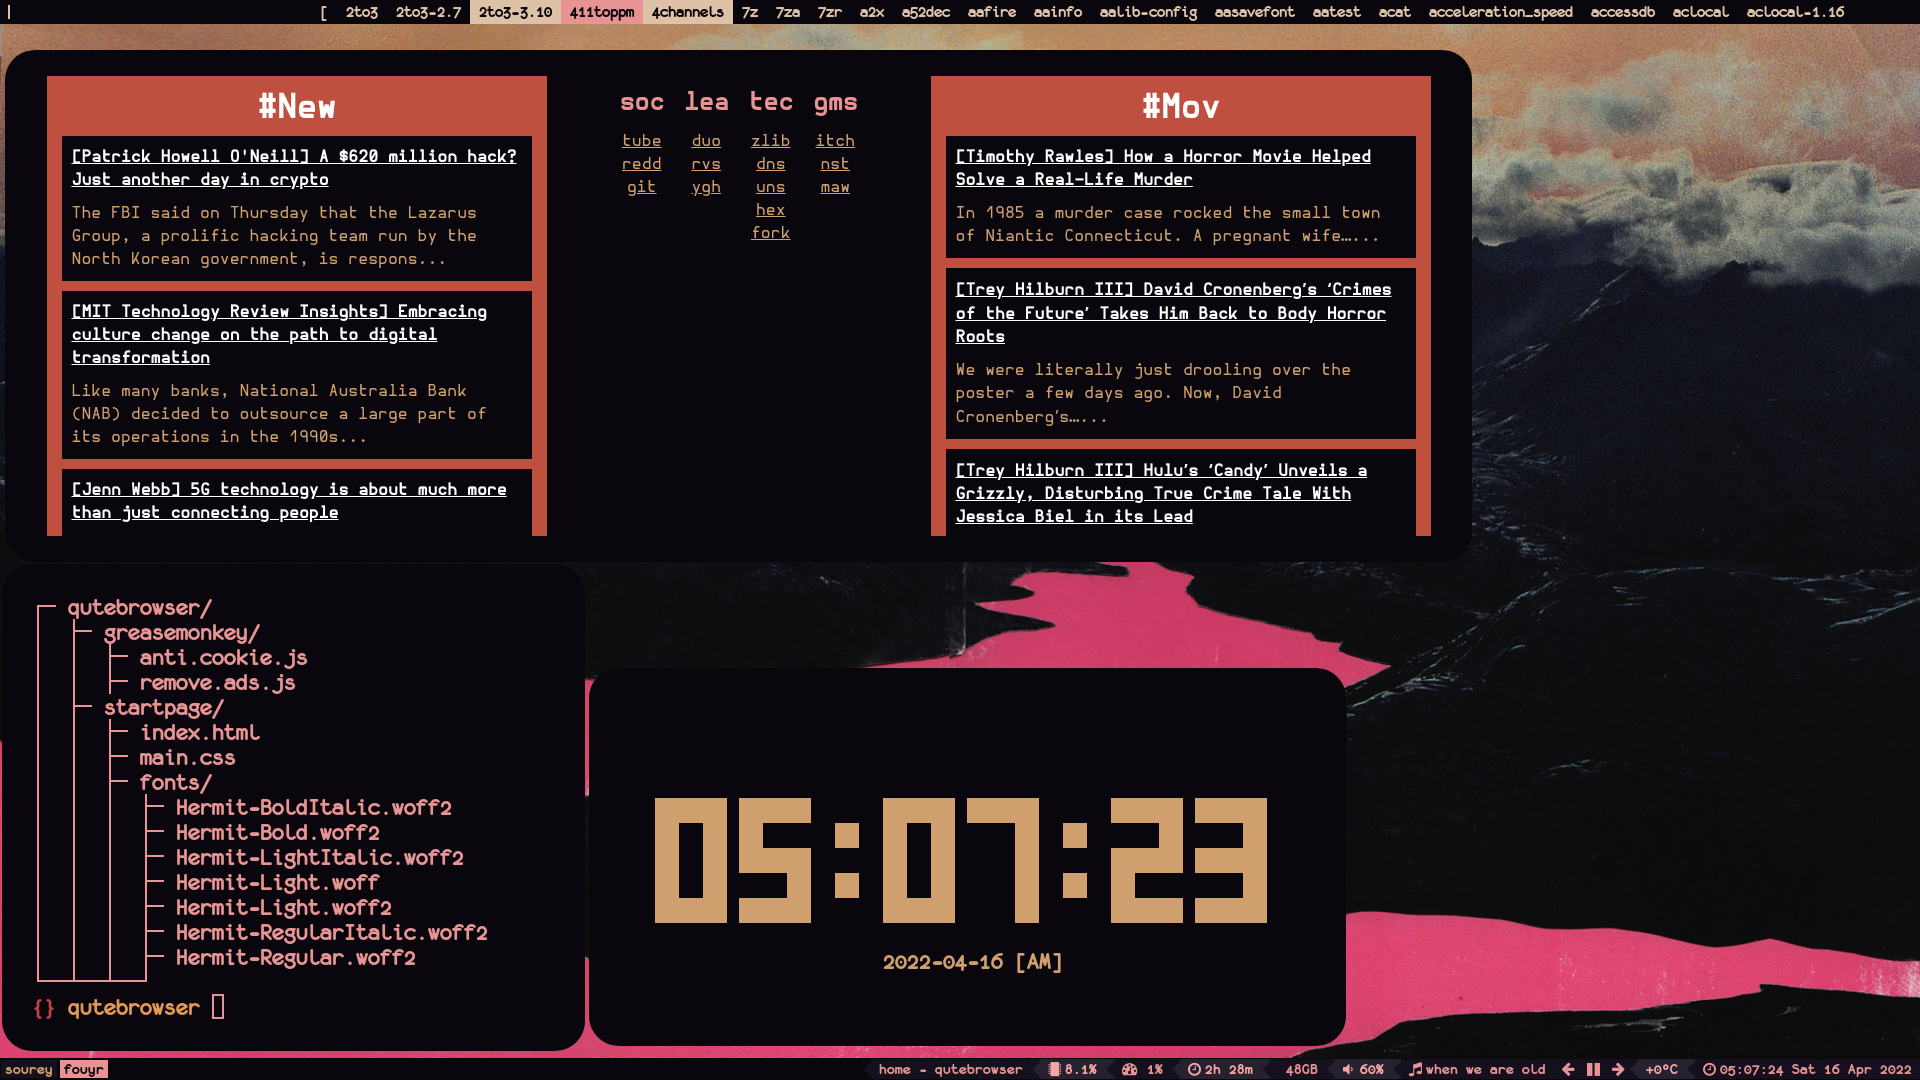 [ 2to3 2to3-2.7 2to3-3.10 411toppm 4channels 7z 7za 7zr a2x a52dec aafire aainfo aalib-config aasavefont aatest acat acceleration_speed accessdb aclocal aclocal-1.16
#New
[Patrick Howell O'Neill] A $620 million hack?
Just another day in crypto
The FBI said on Thursday that the Lazarus
Group, a prolific hacking team run by the
North Korean government, is respons...
[MIT Technology Review Insights] Embracing
culture change on the path to digital
transformation
Like many banks, National Australia Bank
(NAB) decided to outsource a large part of
its operations in the 1990s...
[Jenn Webb] 5G technology is about much more
than just connecting people
soc lea tec gms
tube duo zlib itch
redd rvs dns nst
git ygh uns maw
hex
fork
#Mov
[Timothy Rawles] How a Horror Movie Helped
Solve a Real-Life Murder
In 1985 a murder case rocked the small town
of Niantic Connecticut. A pregnant wife…...
[Trey Hilburn III] David Cronenberg’s ‘Crimes
of the Future’ Takes Him Back to Body Horror
Roots
We were literally just drooling over the
poster a few days ago. Now, David
Cronenberg’s…...
[Trey Hilburn III] Hulu’s ‘Candy’ Unveils a
Grizzly, Disturbing True Crime Tale With
Jessica Biel in its Lead
qutebrowser/
greasemonkey/
anti.cookie.js
remove.ads.js
startpage/
index.html
main.css
fonts/
Hermit-BoldItalic.woff2
Hermit-Bold.woff2
Hermit-LightItalic.woff2
Hermit-Light.woff
Hermit-Light.woff2
Hermit-RegularItalic.woff2
Hermit-Regular.woff2
{} qutebrowser
05:07:23
2022-04-16 [AM]
sourey fouyr
home - qutebrowser 8.1% 1% 2h 28m 48GB 60% when we are old +0°C 05:07:24 Sat 16 Apr 2022